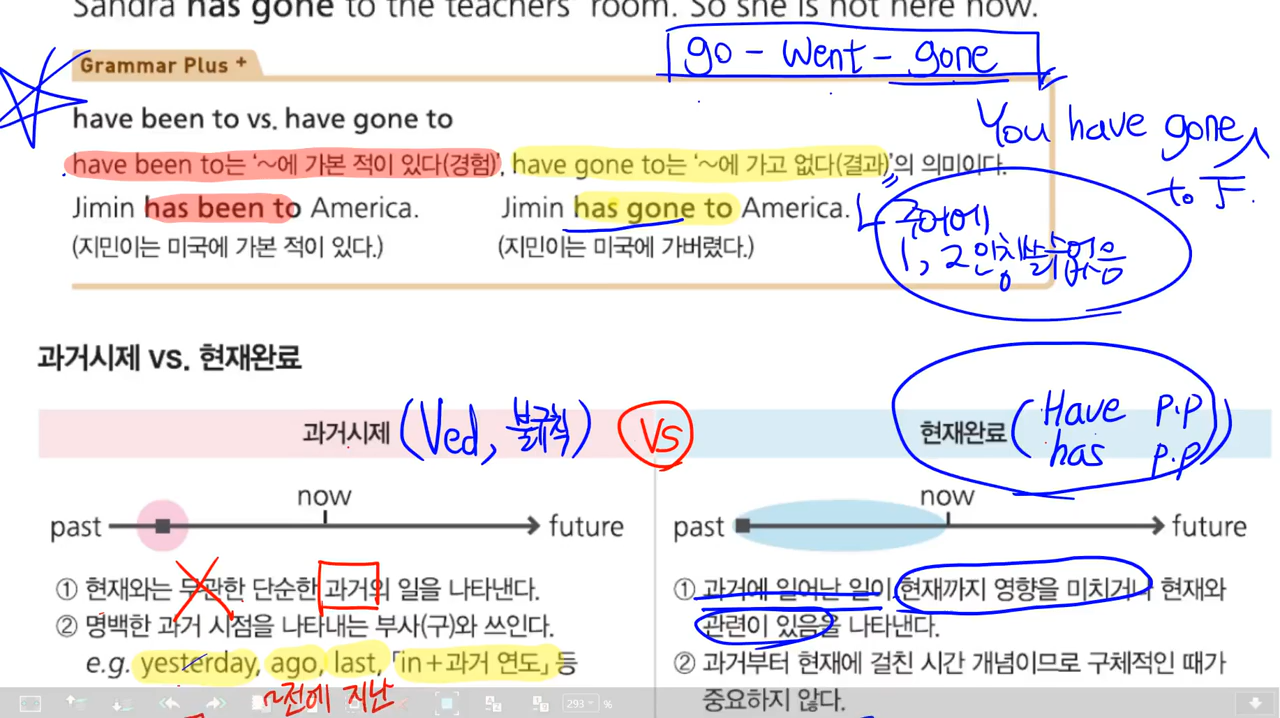 Sandra has gone to the teachers' room. So she is not here now.
go - went - gone
Grammar Plus +
have been to vs. have gone to
You have gone
to 下.
have been to는 '~에 가본 적이 있다(경험)', have gone to는 '~에 가고 없다(결과)'의 의미이다.
Jimin has been to America.
Jimin has gone to America.
(지민이는 미국에 가본 적이 있다.)
(지민이는 미국에 가버렸다.)
주어에
1, 2인칭 쓸 수 없음
과거시제 vs. 현재완료
과거시제 (Ved, 불규칙)
VS
현재완료 (Have p.p
has p.p)
past now future
past now future
① 현재와는 무관한 단순한 과거의 일을 나타낸다.
② 명백한 과거 시점을 나타내는 부사(구)와 쓰인다.
e.g. yesterday, ago, last, 「in+과거 연도」 등
~전에 지난
① 과거에 일어난 일이 현재까지 영향을 미치거나 현재와
관련이 있음을 나타낸다.
② 과거부터 현재에 걸친 시간 개념이므로 구체적인 때가
중요하지 않다.
293 %